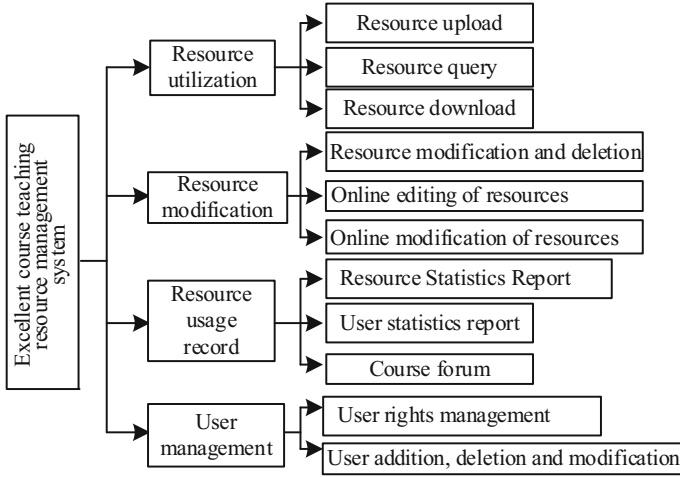 Excellent course teaching
resource management
system
Resource
utilization
Resource upload
Resource query
Resource download
Resource
modification
Resource modification and deletion
Online editing of resources
Online modification of resources
Resource
usage
record
Resource Statistics Report
User statistics report
Course forum
User
management
User rights management
User addition, deletion and modification